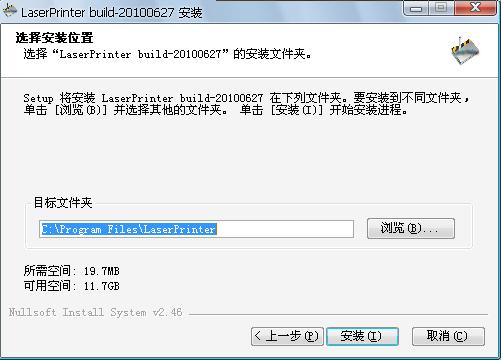 LaserPrinter build-20100627 安装
选择安装位置
选择“LaserPrinter build-20100627”的安装文件夹。
Setup 将安装 LaserPrinter build-20100627 在下列文件夹。要安装到不同文件夹，
单击 [浏览(B)] 并选择其他的文件夹。 单击 [安装(I)] 开始安装进程。
目标文件夹
C:\Program Files\LaserPrinter
浏览(B)...
所需空间: 19.7MB
可用空间: 11.7GB
Nullsoft Install System v2.46
< 上一步(P)
安装(I)
取消(C)